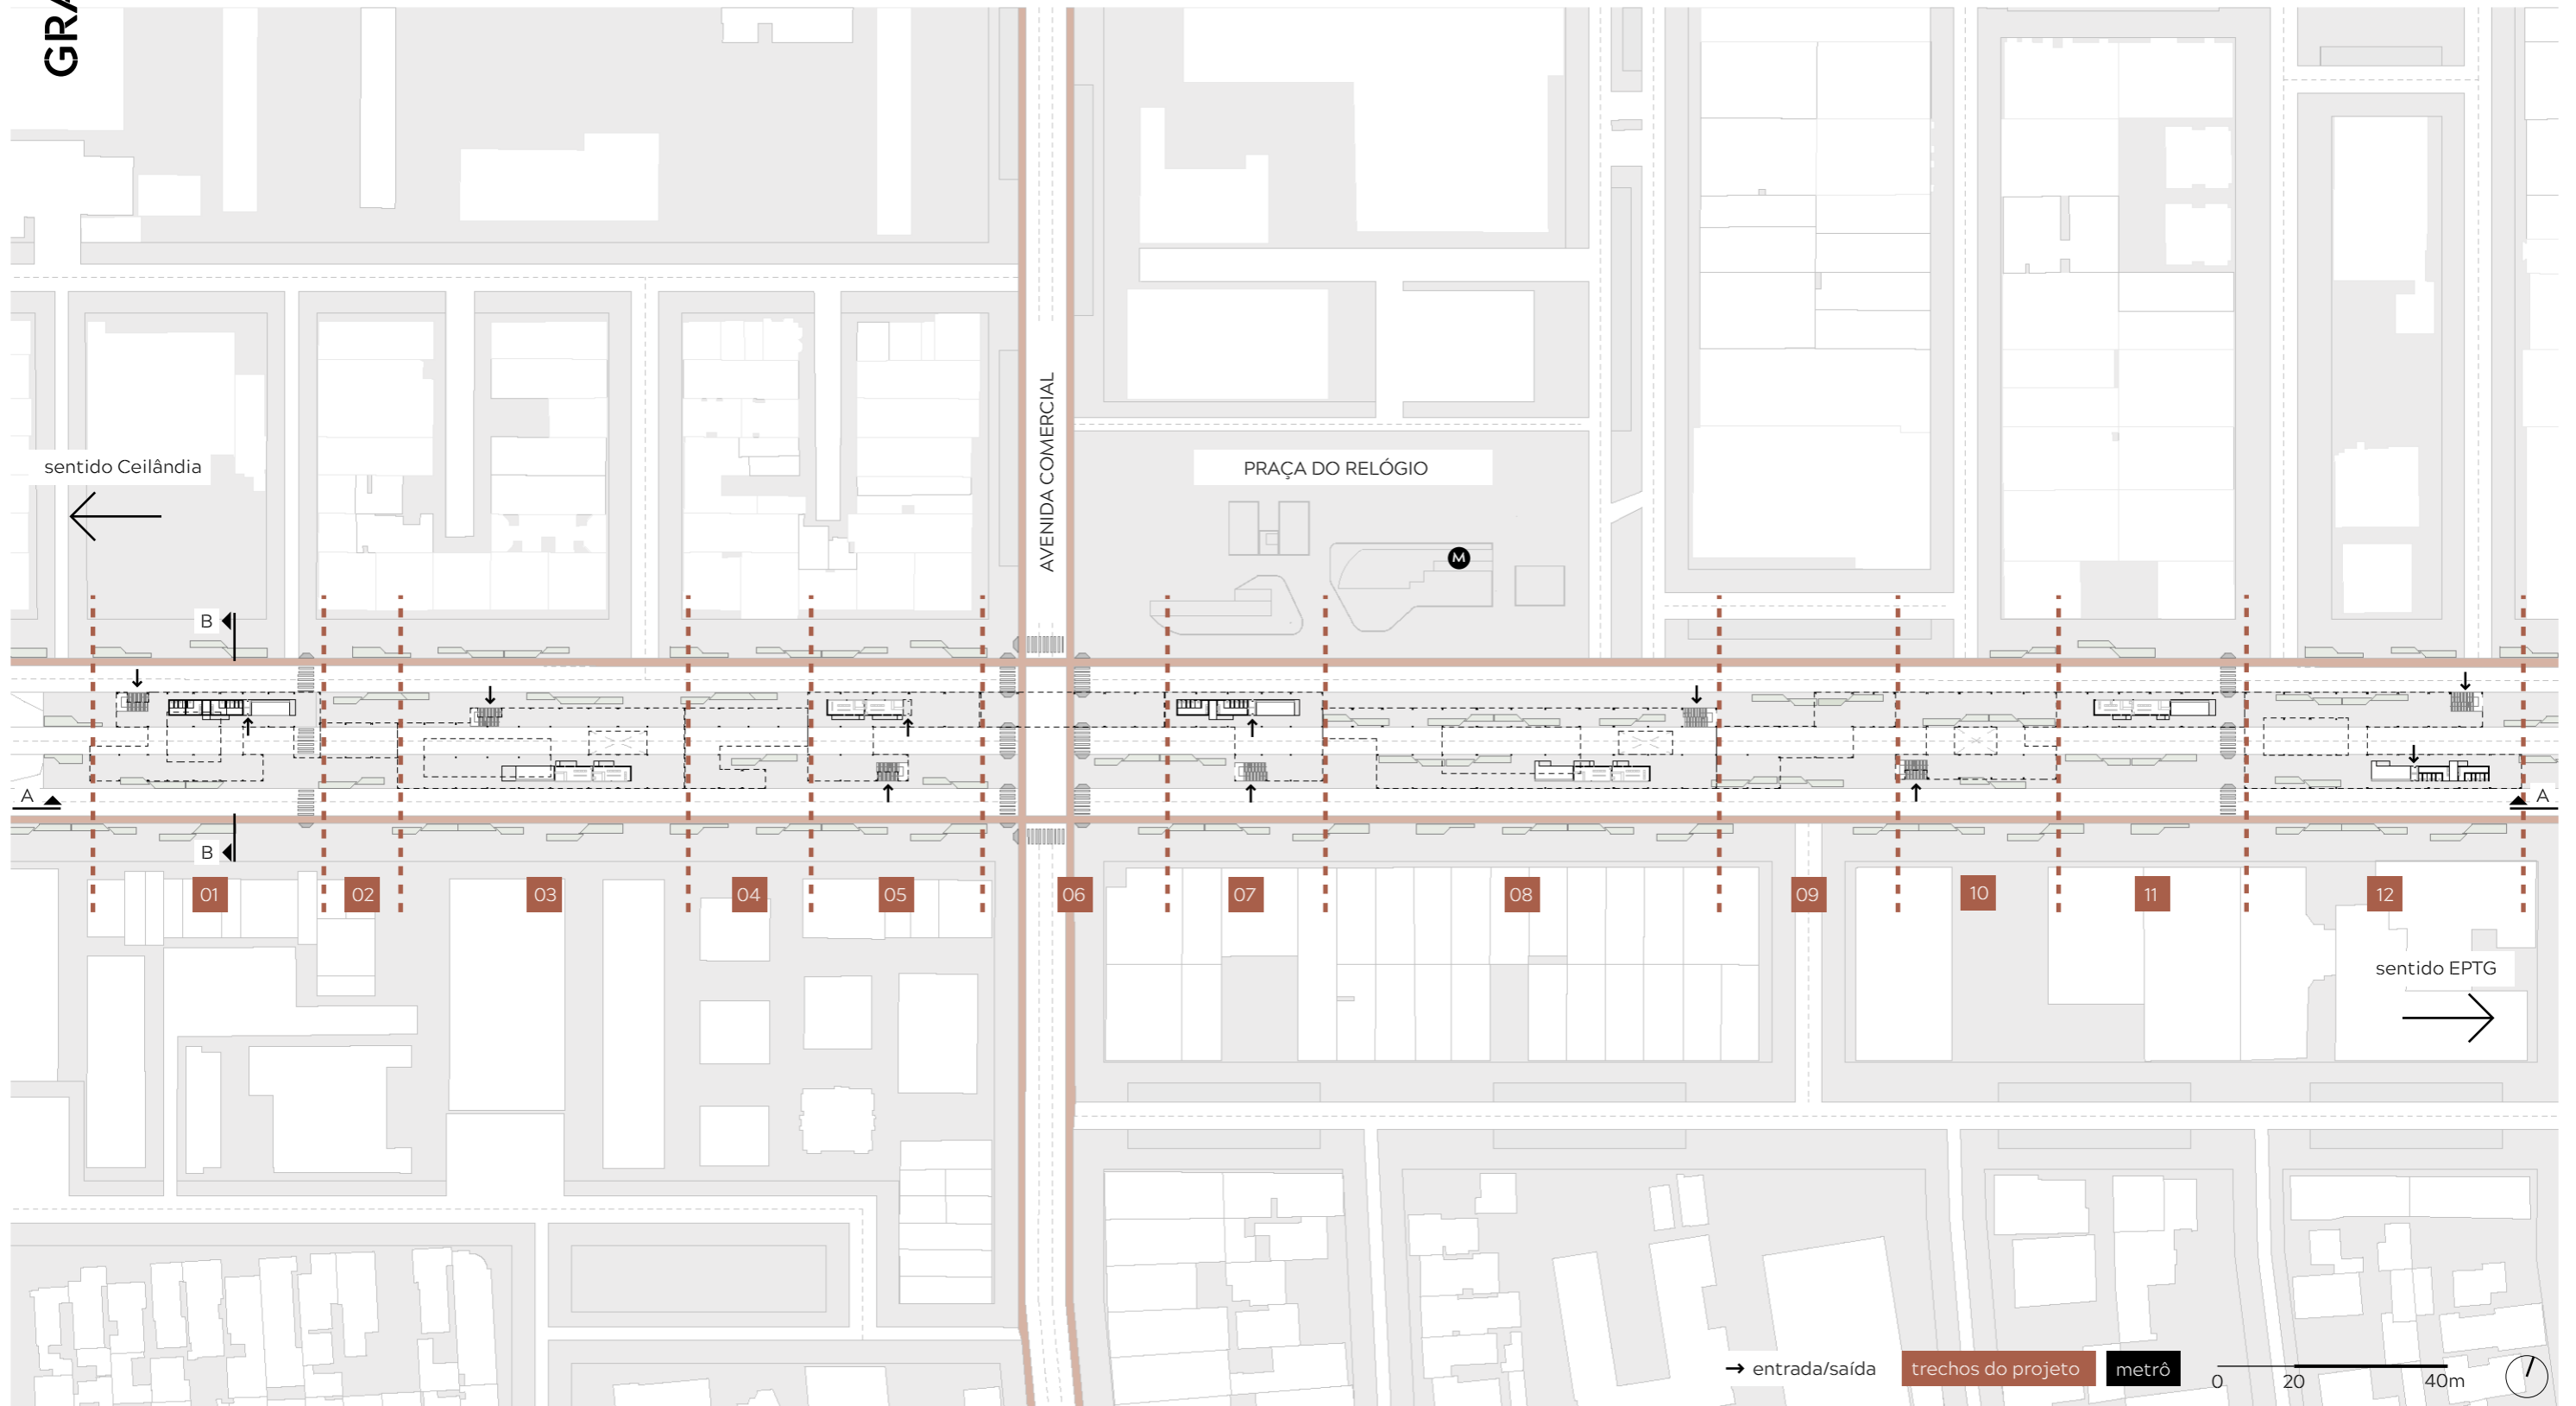 GRA
sentido Ceilândia
AVENIDA COMERCIAL
PRAÇA DO RELÓGIO
M
B
A
A
B
01
02
03
04
05
06
07
08
09
10
11
12
sentido EPTG
entrada/saída
trechos do projeto
metrô
0
20
40m